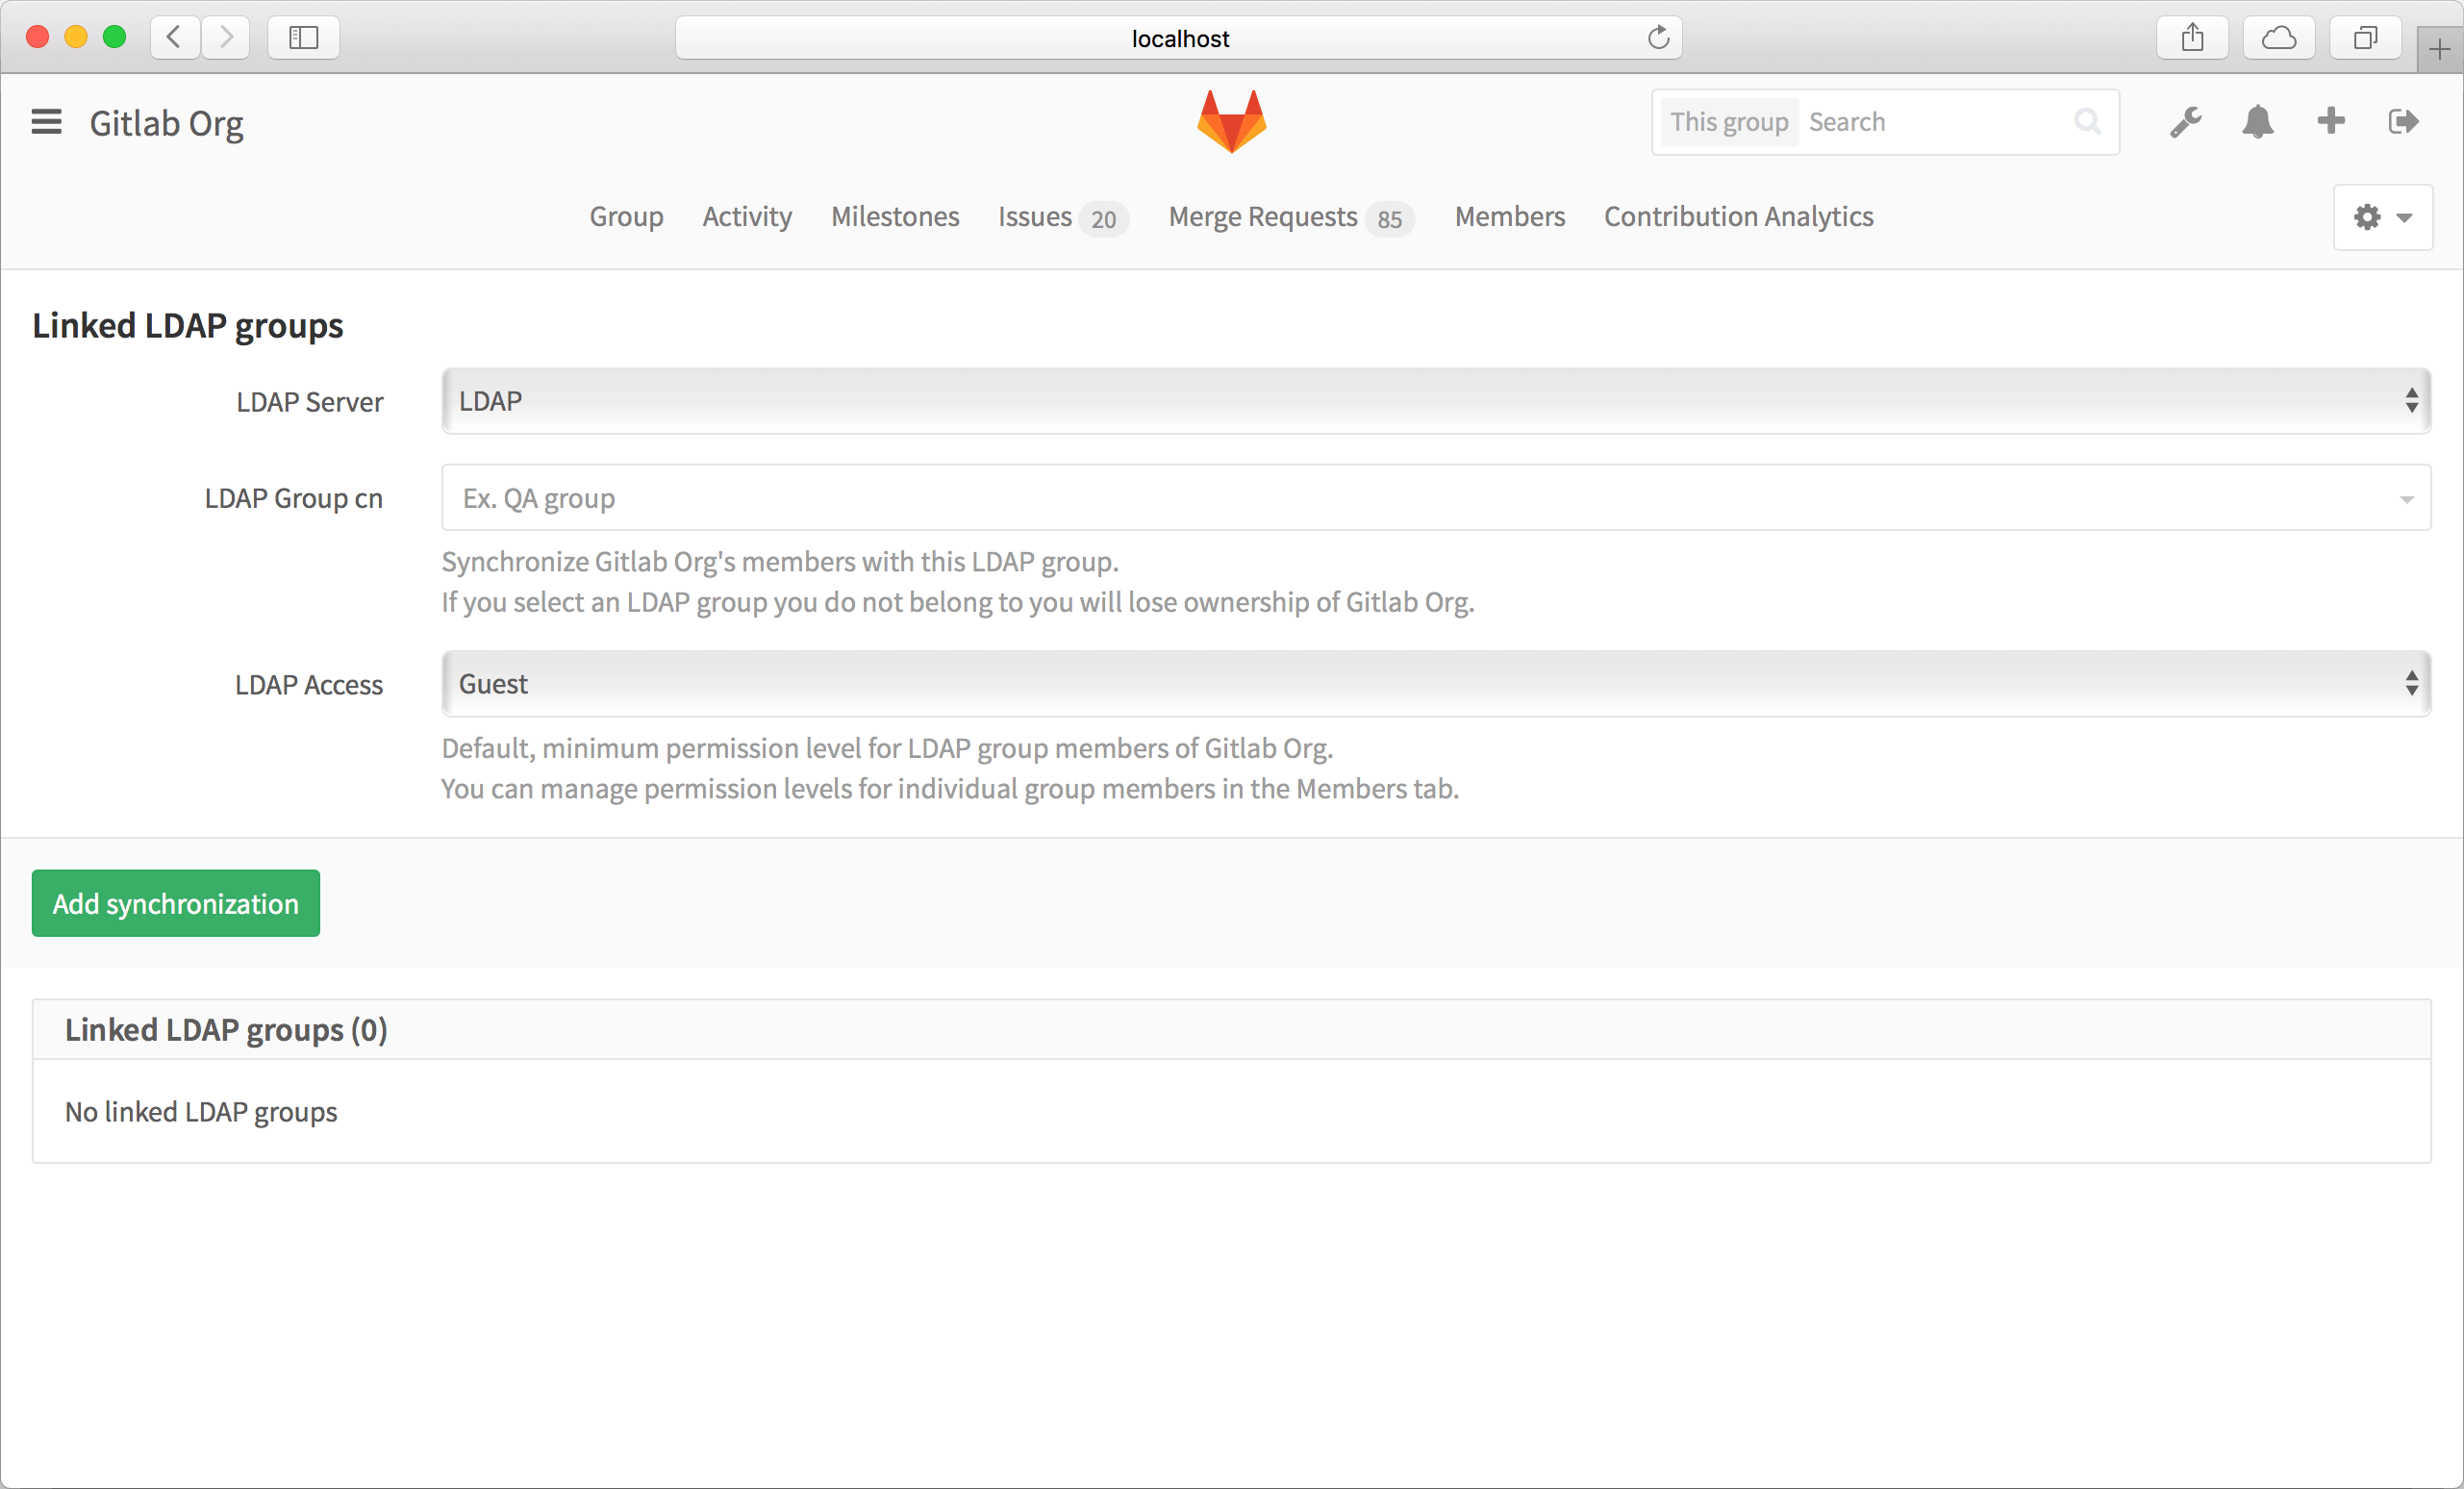 localhost
Gitlab Org
This group Search
Group Activity Milestones Issues 20 Merge Requests 85 Members Contribution Analytics
Linked LDAP groups
LDAP Server LDAP
LDAP Group cn Ex. QA group
Synchronize Gitlab Org's members with this LDAP group.
If you select an LDAP group you do not belong to you will lose ownership of Gitlab Org.
LDAP Access Guest
Default, minimum permission level for LDAP group members of Gitlab Org.
You can manage permission levels for individual group members in the Members tab.
Add synchronization
Linked LDAP groups (0)
No linked LDAP groups